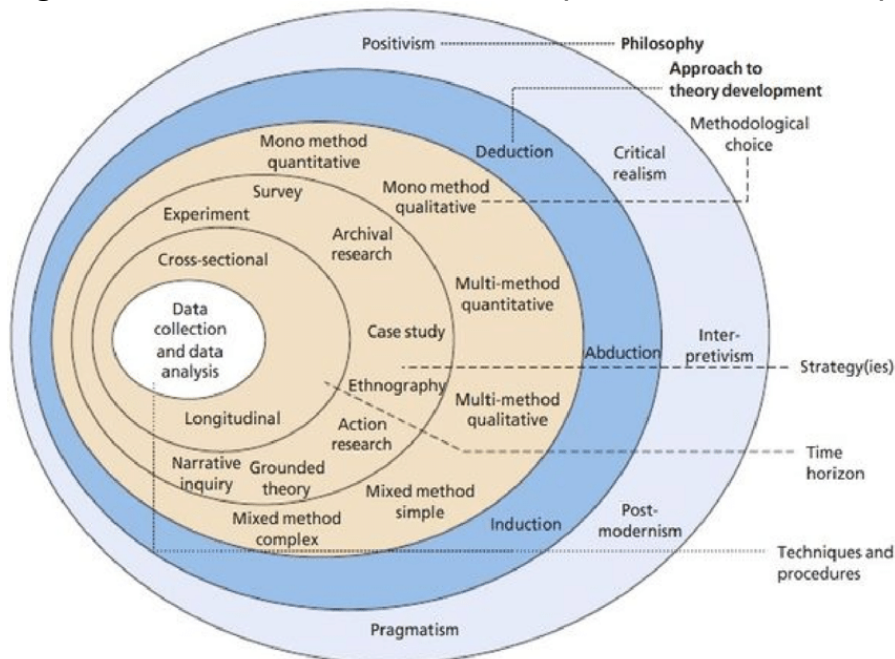 Positivism
Philosophy
Approach to
theory development
Methodological
choice
Mono method
quantitative
Deduction
Critical
realism
Survey
Mono method
qualitative
Experiment
Archival
research
Cross-sectional
Multi-method
quantitative
Data
collection
and data
analysis
Case study
Abduction
Inter-
pretivism
Strategy(ies)
Ethnography
Multi-method
qualitative
Longitudinal
Action
research
Time
horizon
Narrative
inquiry
Grounded
theory
Mixed method
simple
Mixed method
complex
Induction
Post-
modernism
Techniques and
procedures
Pragmatism